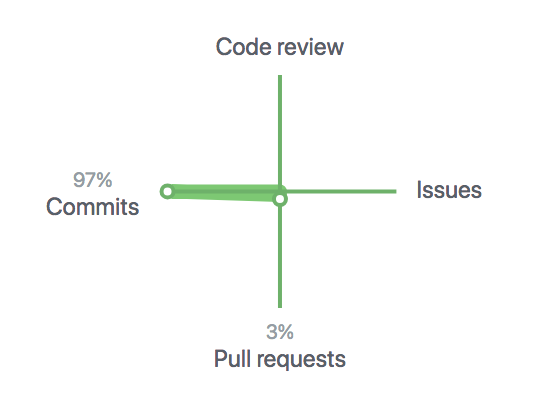 Code review
97%
Commits
Issues
3%
Pull requests